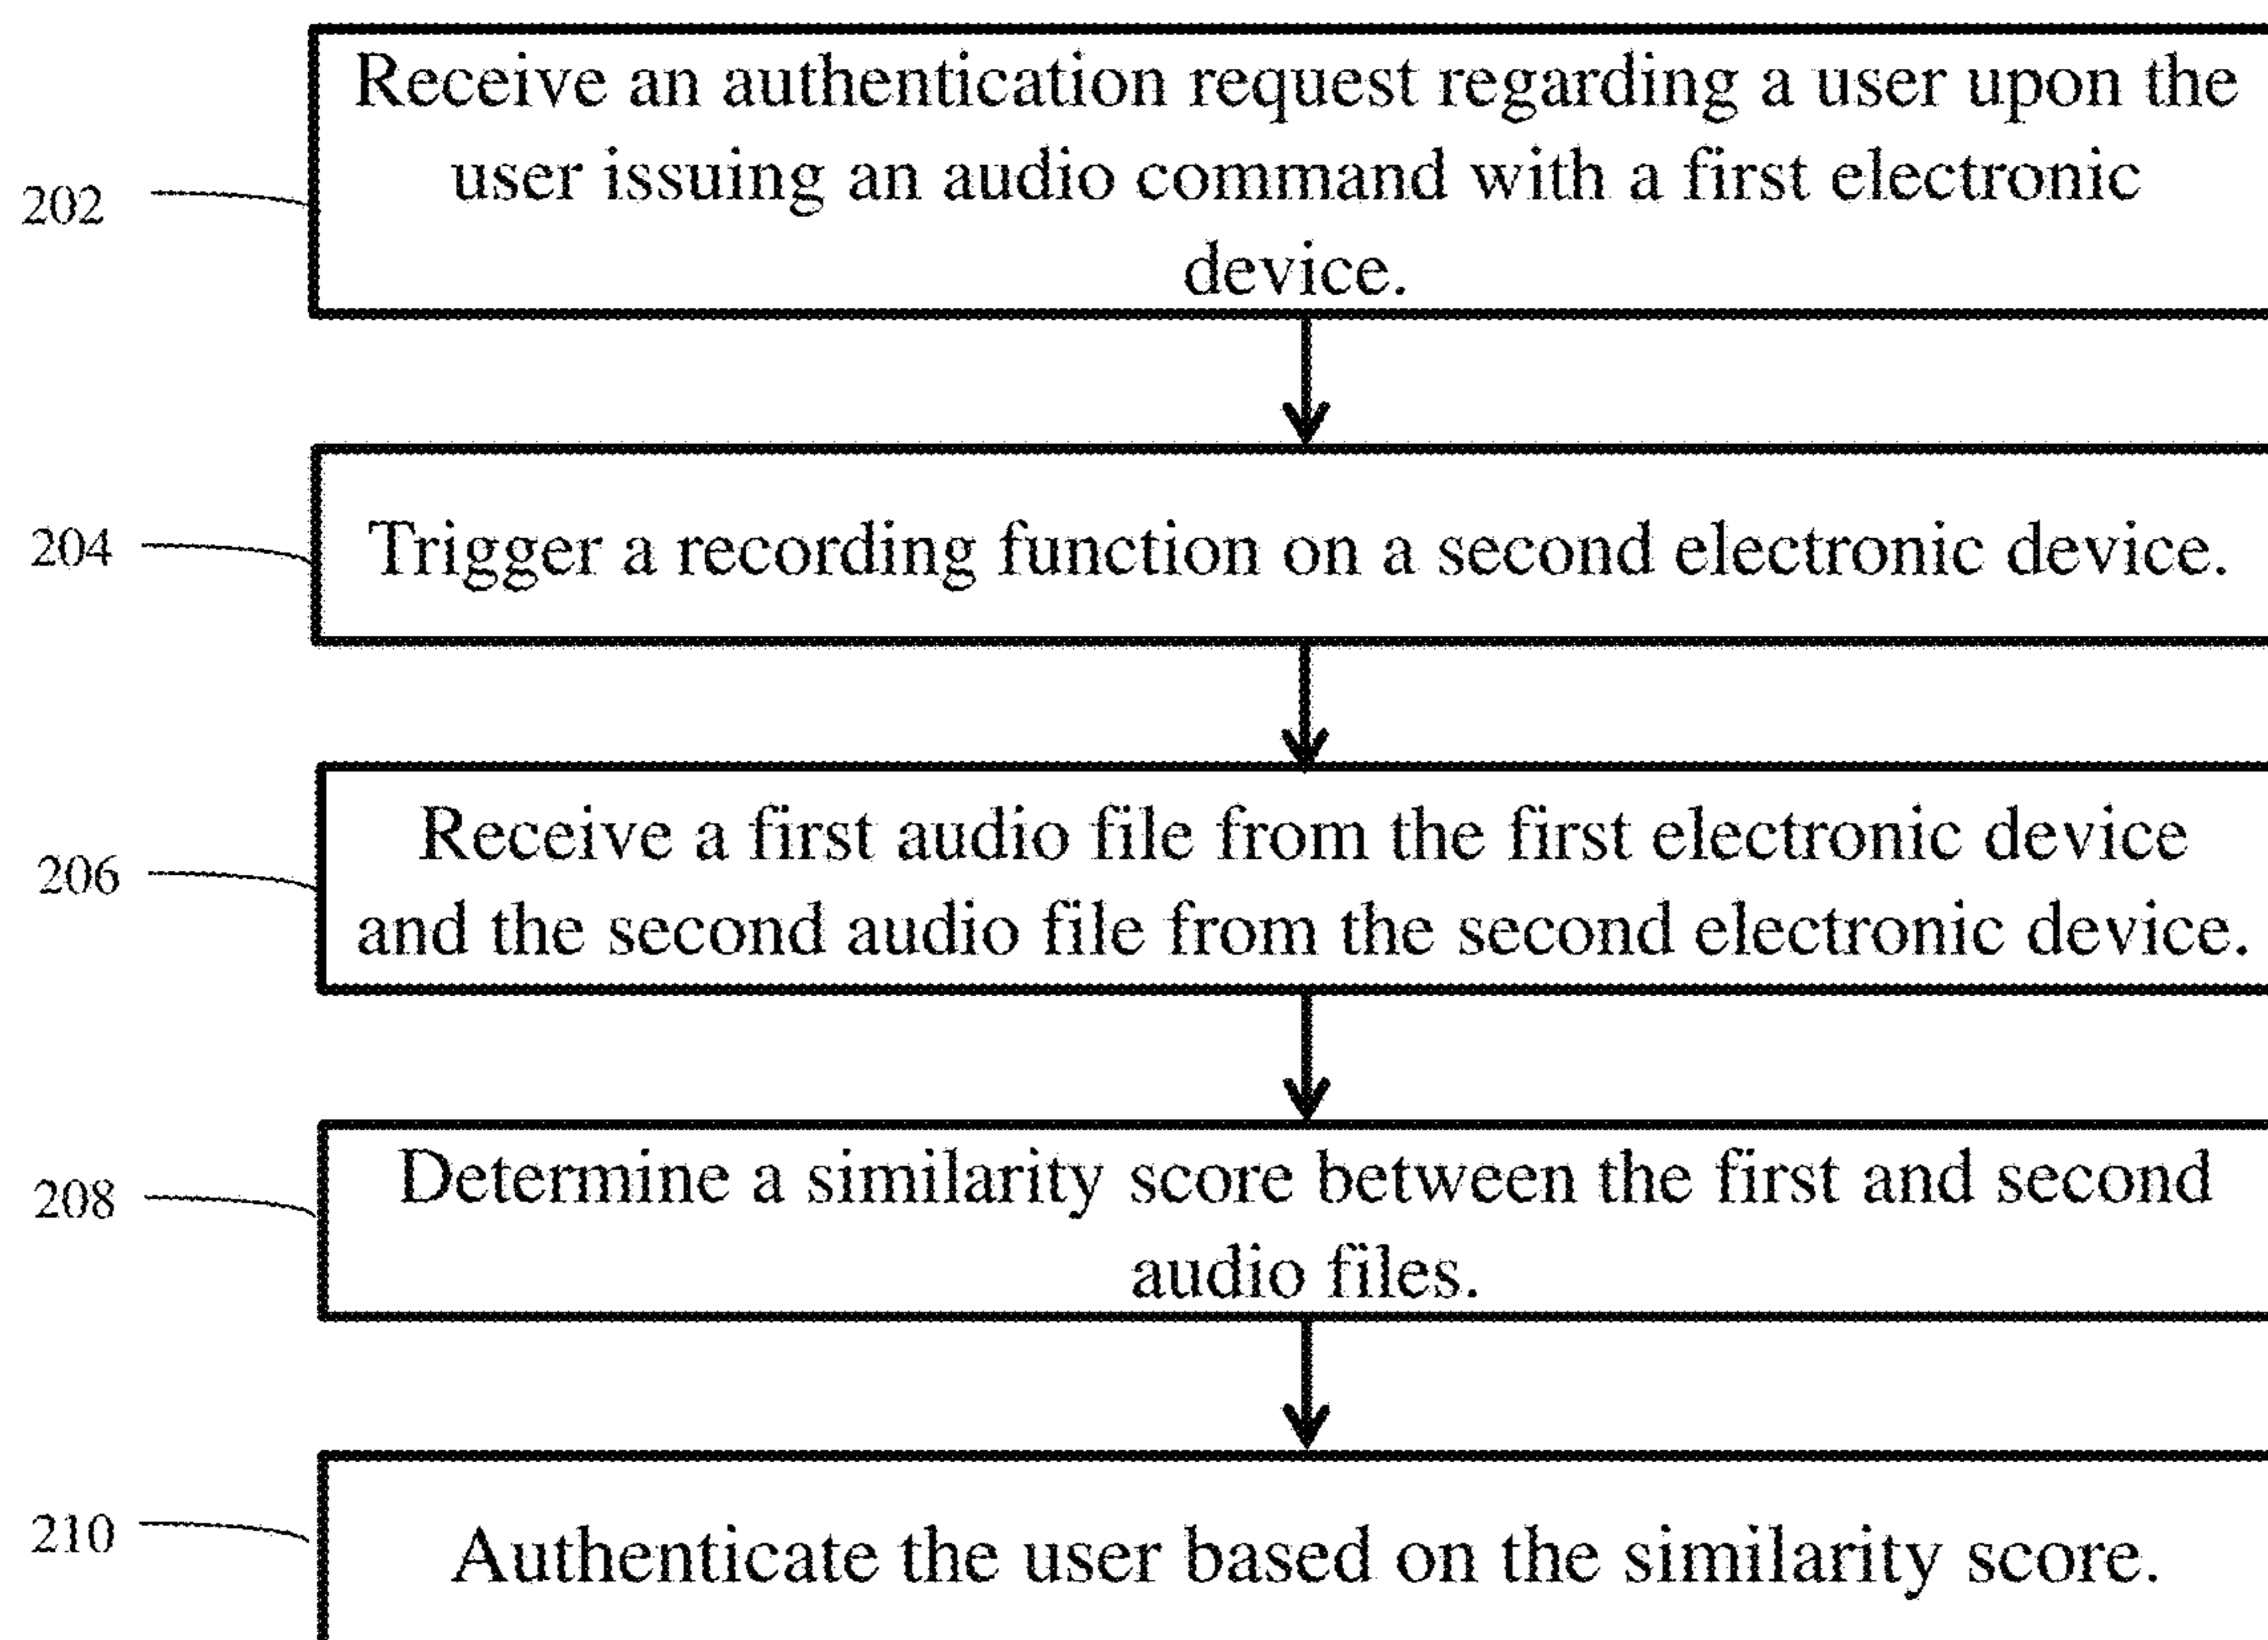 Receive an authentication request regarding a user upon the
202
user issuing an audio command with a first electronic
device.
204
Trigger a recording function on a second electronic device.
206
Receive a first audio file from the first electronic device
and the second audio file from the second electronic device.
208
Determine a similarity score between the first and second
audio files.
210
Authenticate the user based on the similarity score.